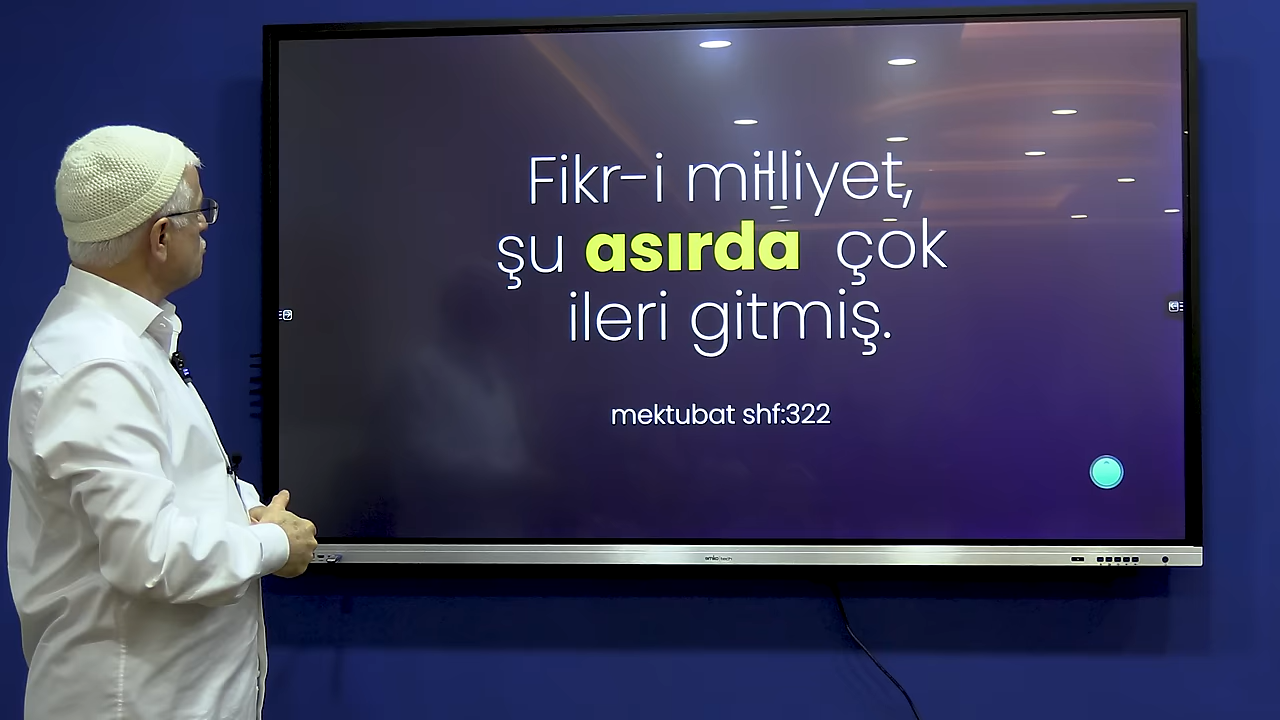 Fikr-i milliyet,
şu asırda çok
ileri gitmiş.
mektubat shf:322